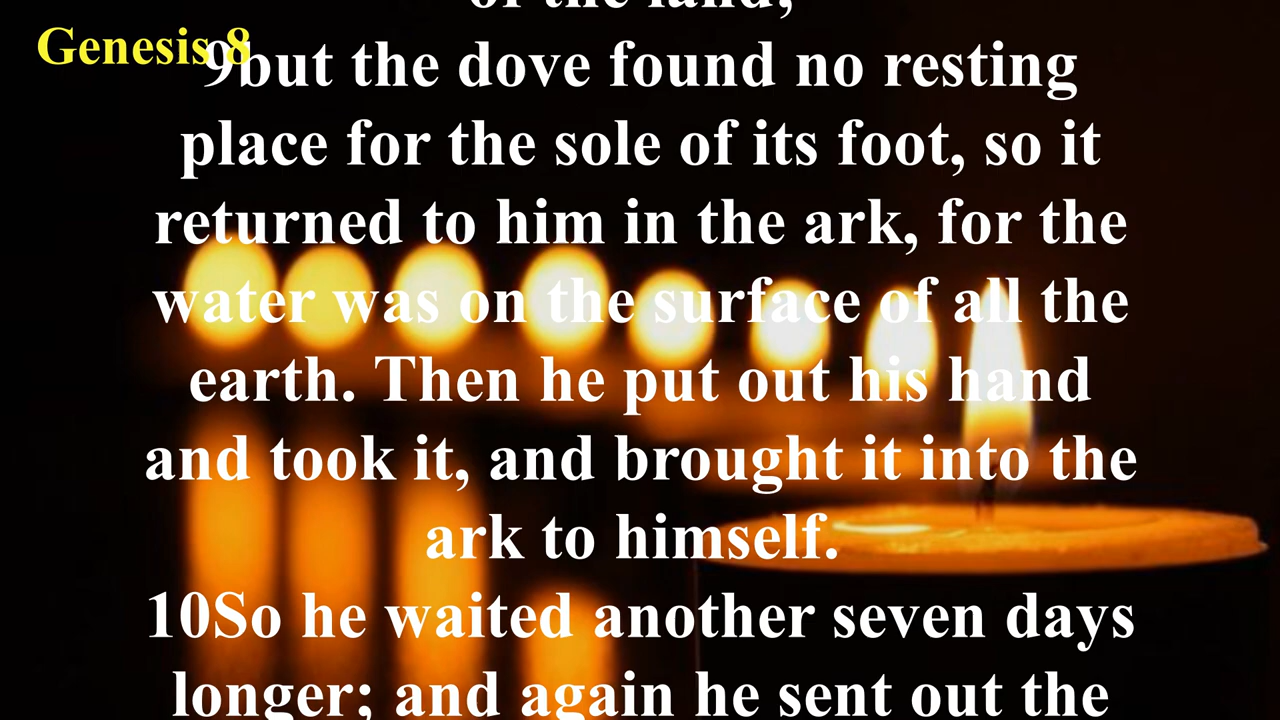 of the land;
Genesis 8
9but the dove found no resting
place for the sole of its foot, so it
returned to him in the ark, for the
water was on the surface of all the
earth. Then he put out his hand
and took it, and brought it into the
ark to himself.
10So he waited another seven days
longer; and again he sent out the